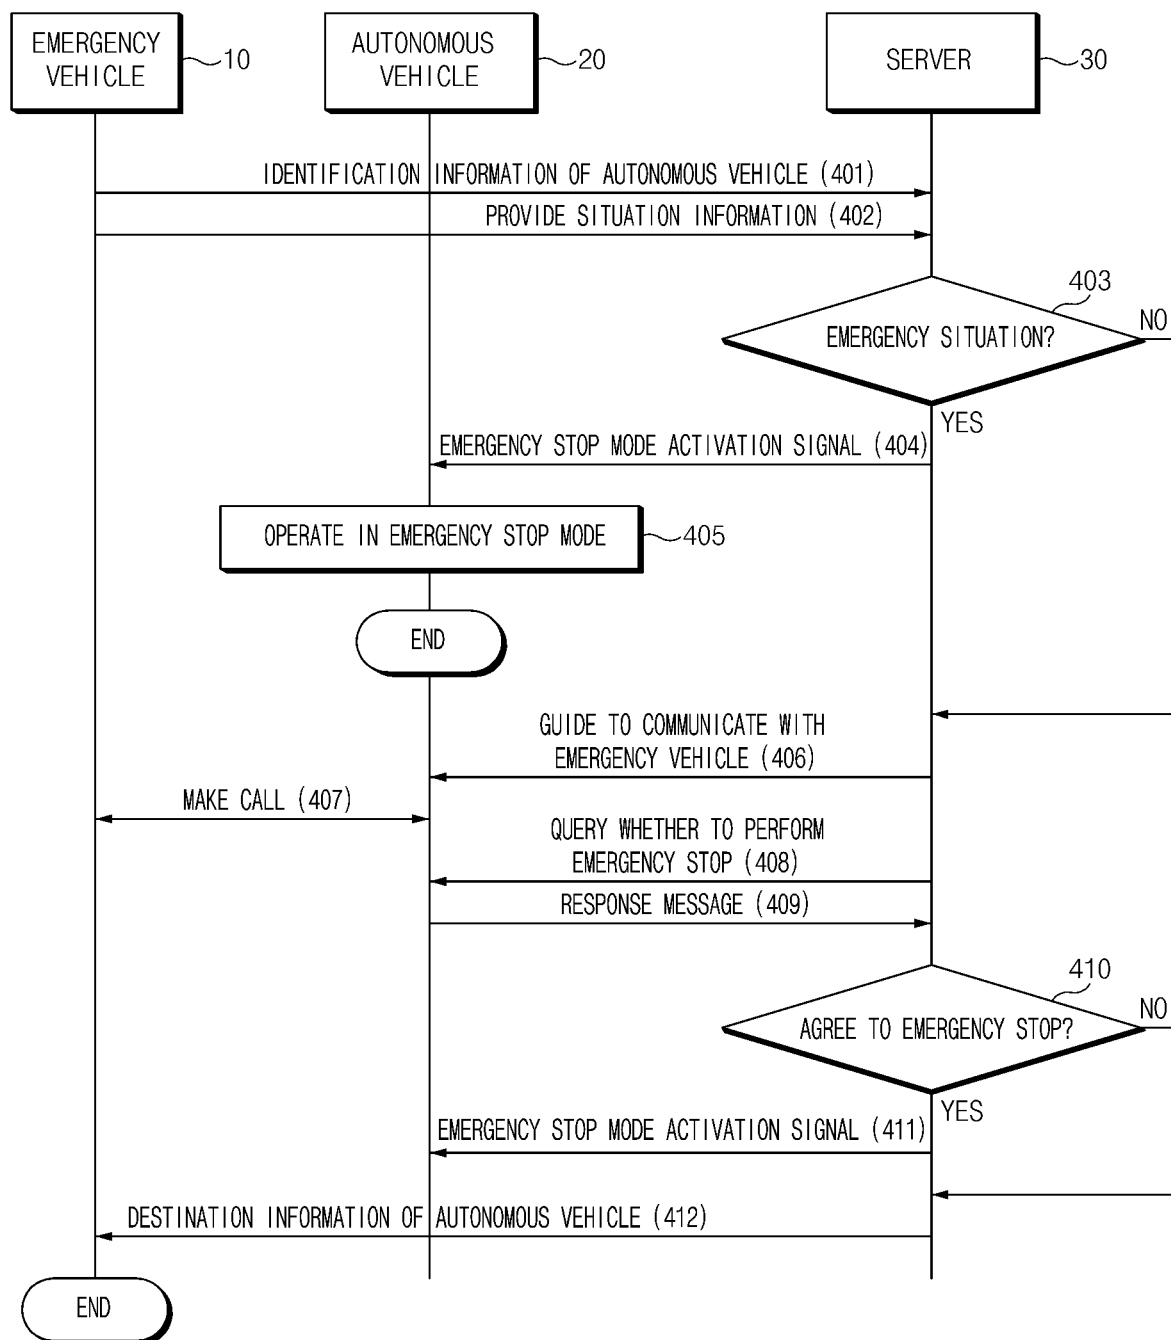 EMERGENCY
VEHICLE
10
AUTONOMOUS
VEHICLE
20
SERVER
30
IDENTIFICATION INFORMATION OF AUTONOMOUS VEHICLE (401)
PROVIDE SITUATION INFORMATION (402)
403
EMERGENCY SITUATION?
NO
YES
EMERGENCY STOP MODE ACTIVATION SIGNAL (404)
OPERATE IN EMERGENCY STOP MODE
405
END
GUIDE TO COMMUNICATE WITH
EMERGENCY VEHICLE (406)
MAKE CALL (407)
QUERY WHETHER TO PERFORM
EMERGENCY STOP (408)
RESPONSE MESSAGE (409)
410
AGREE TO EMERGENCY STOP?
NO
YES
EMERGENCY STOP MODE ACTIVATION SIGNAL (411)
DESTINATION INFORMATION OF AUTONOMOUS VEHICLE (412)
END